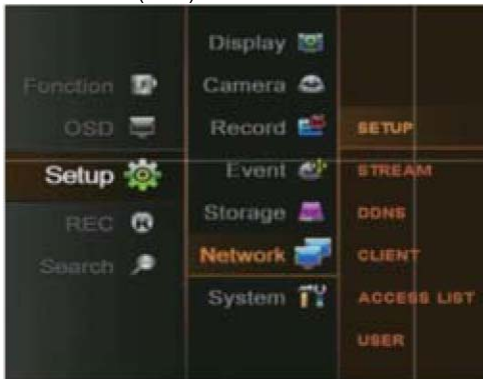 Function
OSD
Setup
REC
Search
Display
Camera
Record
Event
Storage
Network
System
SETUP
STREAM
DDNS
CLIENT
ACCESS LIST
USER